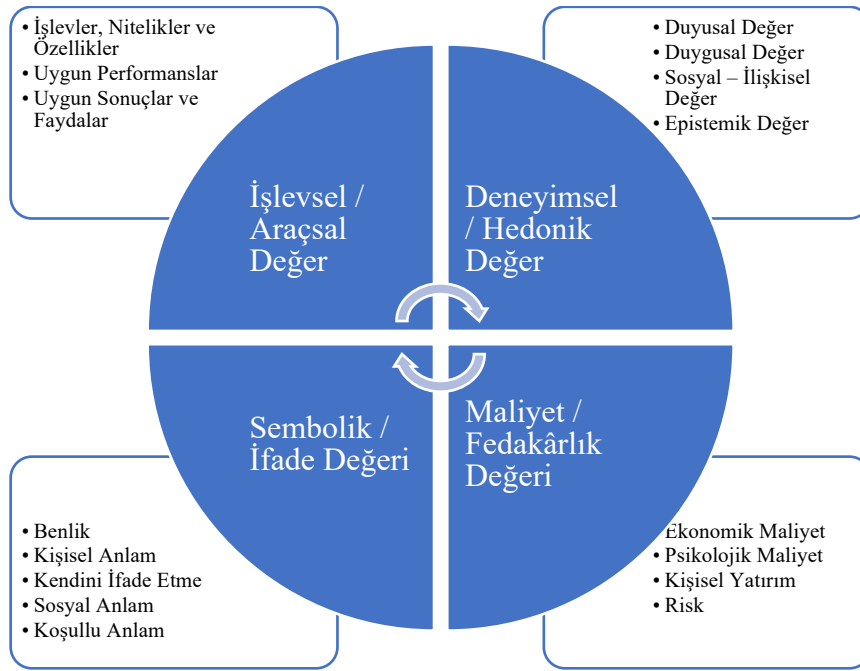 • İşlevler, Nitelikler ve
Özellikler
• Uygun Performanslar
• Uygun Sonuçlar ve
Faydalar
• Duyusal Değer
• Duygusal Değer
• Sosyal – İlişkisel
Değer
• Epistemik Değer
İşlevsel /
Araçsal
Değer
Deneyimsel
/ Hedonik
Değer
Sembolik /
İfade Değeri
Maliyet /
Fedakârlık
Değeri
• Benlik
• Kişisel Anlam
• Kendini İfade Etme
• Sosyal Anlam
• Koşullu Anlam
Ekonomik Maliyet
• Psikolojik Maliyet
• Kişisel Yatırım
• Risk